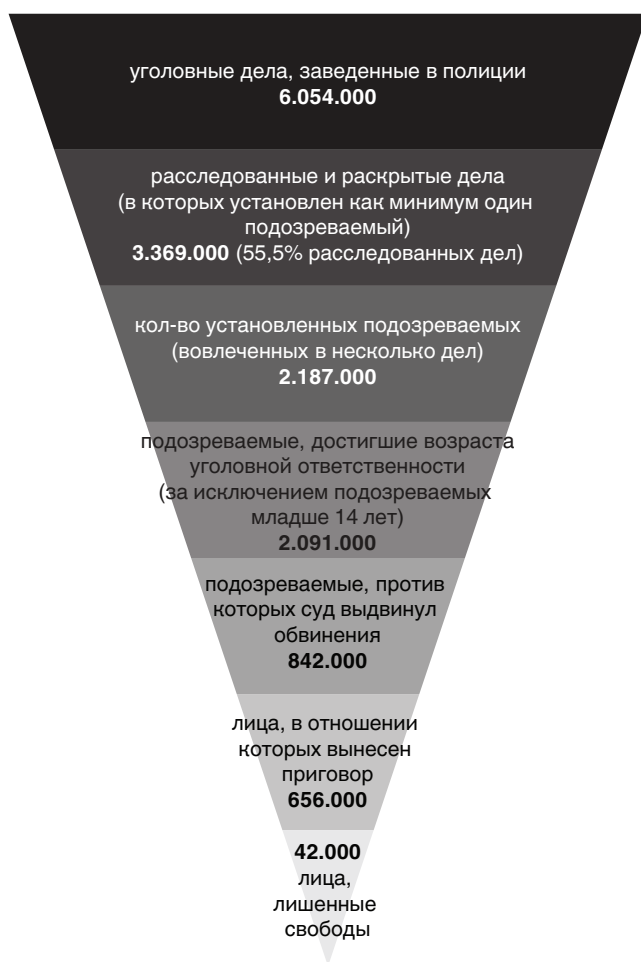 уголовные дела, заведенные в полиции
6.054.000
расследованные и раскрытые дела
(в которых установлен как минимум один
подозреваемый)
3.369.000 (55,5% расследованных дел)
кол-во установленных подозреваемых
(вовлеченных в несколько дел)
2.187.000
подозреваемые, достигшие возраста
уголовной ответственности
(за исключением подозреваемых
младше 14 лет)
2.091.000
подозреваемые, против
которых суд выдвинул
обвинения
842.000
лица, в отношении
которых вынесен
приговор
656.000
42.000
лица,
лишенные
свободы